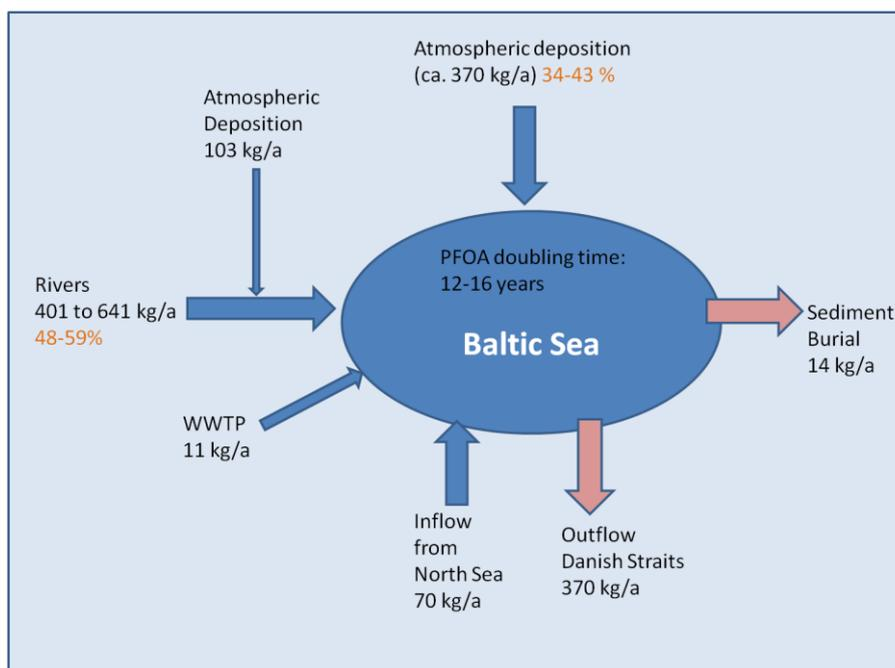 Atmospheric deposition
(ca. 370 kg/a) 34-43 %
Atmospheric
Deposition
103 kg/a
PFOA doubling time:
12-16 years
Rivers
401 to 641 kg/a
48-59%
Baltic Sea
Sediment
Burial
14 kg/a
WWTP
11 kg/a
Inflow
from
North Sea
70 kg/a
Outflow
Danish Straits
370 kg/a